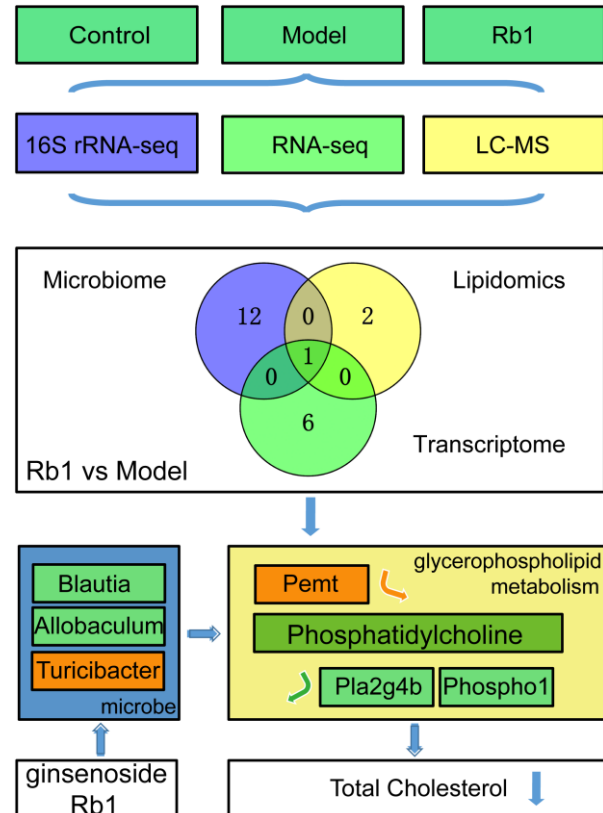 Control
Model
Rb1
16S rRNA-seq
RNA-seq
LC-MS
Microbiome
Lipidomics
12
0
2
1
0
0
6
Transcriptome
Rb1 vs Model
Blautia
Allobaculum
Turicibacter
microbe
glycerophospholipid
metabolism
Pemt
Phosphatidylcholine
Pla2g4b
Phospho1
ginsenoside
Rb1
Total Cholesterol